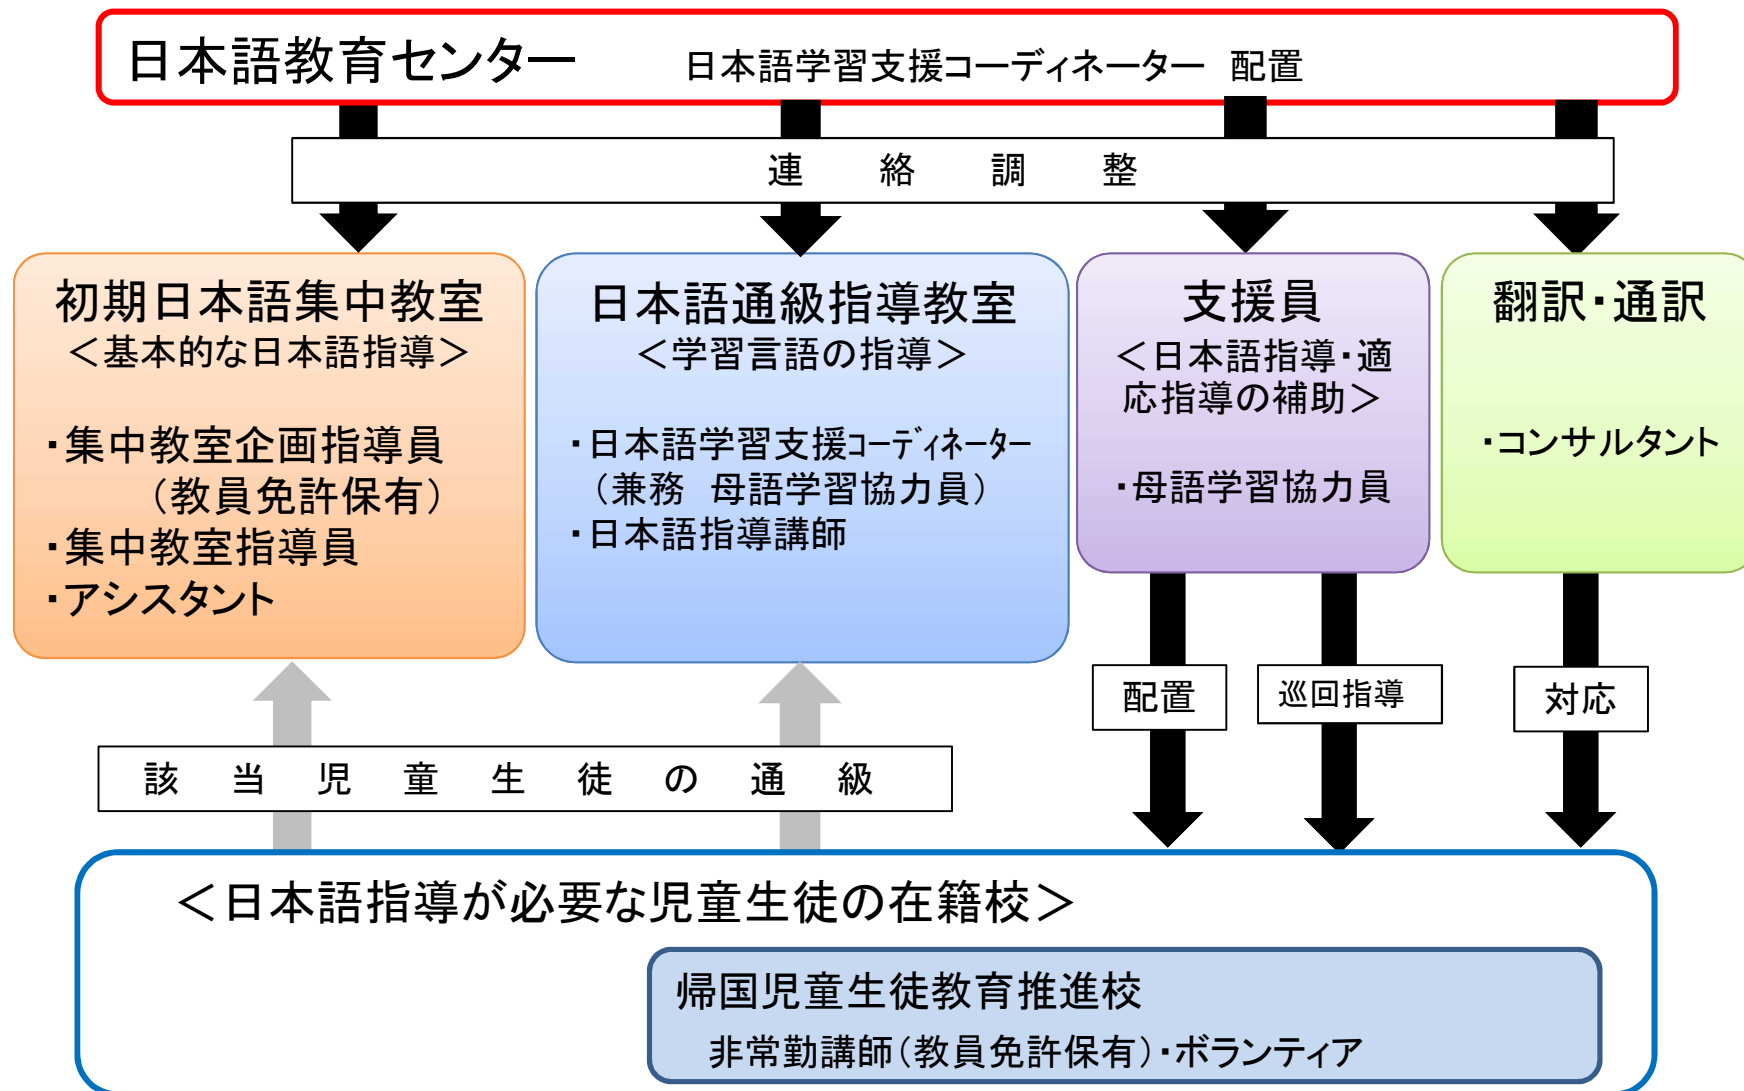 日本語教育センター　日本語学習支援コーディネーター　配置
連　絡　調　整
初期日本語集中教室
＜基本的な日本語指導＞
・集中教室企画指導員
（教員免許保有）
・集中教室指導員
・アシスタント
日本語通級指導教室
＜学習言語の指導＞
・日本語学習支援ｺｰﾃﾞｨﾈｰﾀｰ
（兼務　母語学習協力員）
・日本語指導講師
支援員
＜日本語指導・適
応指導の補助＞
・母語学習協力員
翻訳・通訳
・コンサルタント
配置
巡回指導
対応
該　当　児　童　生　徒　の　通　級
＜日本語指導が必要な児童生徒の在籍校＞
帰国児童生徒教育推進校
非常勤講師（教員免許保有）・ボランティア